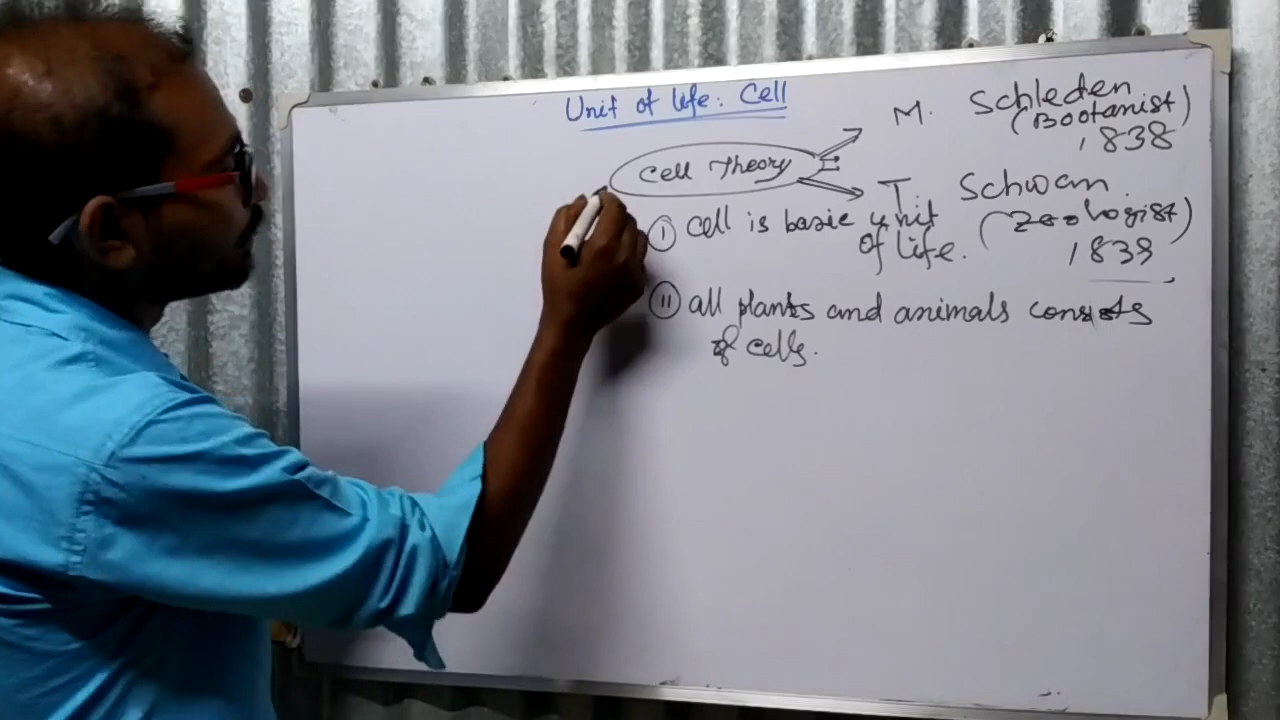 Unit of life: Cell
Cell Theory
M. Schleden
(Bootanist)
1838
T. Schwan.
(Zoologist)
1839
I cell is basic unit
of life.
II all plants and animals consists
of cells.